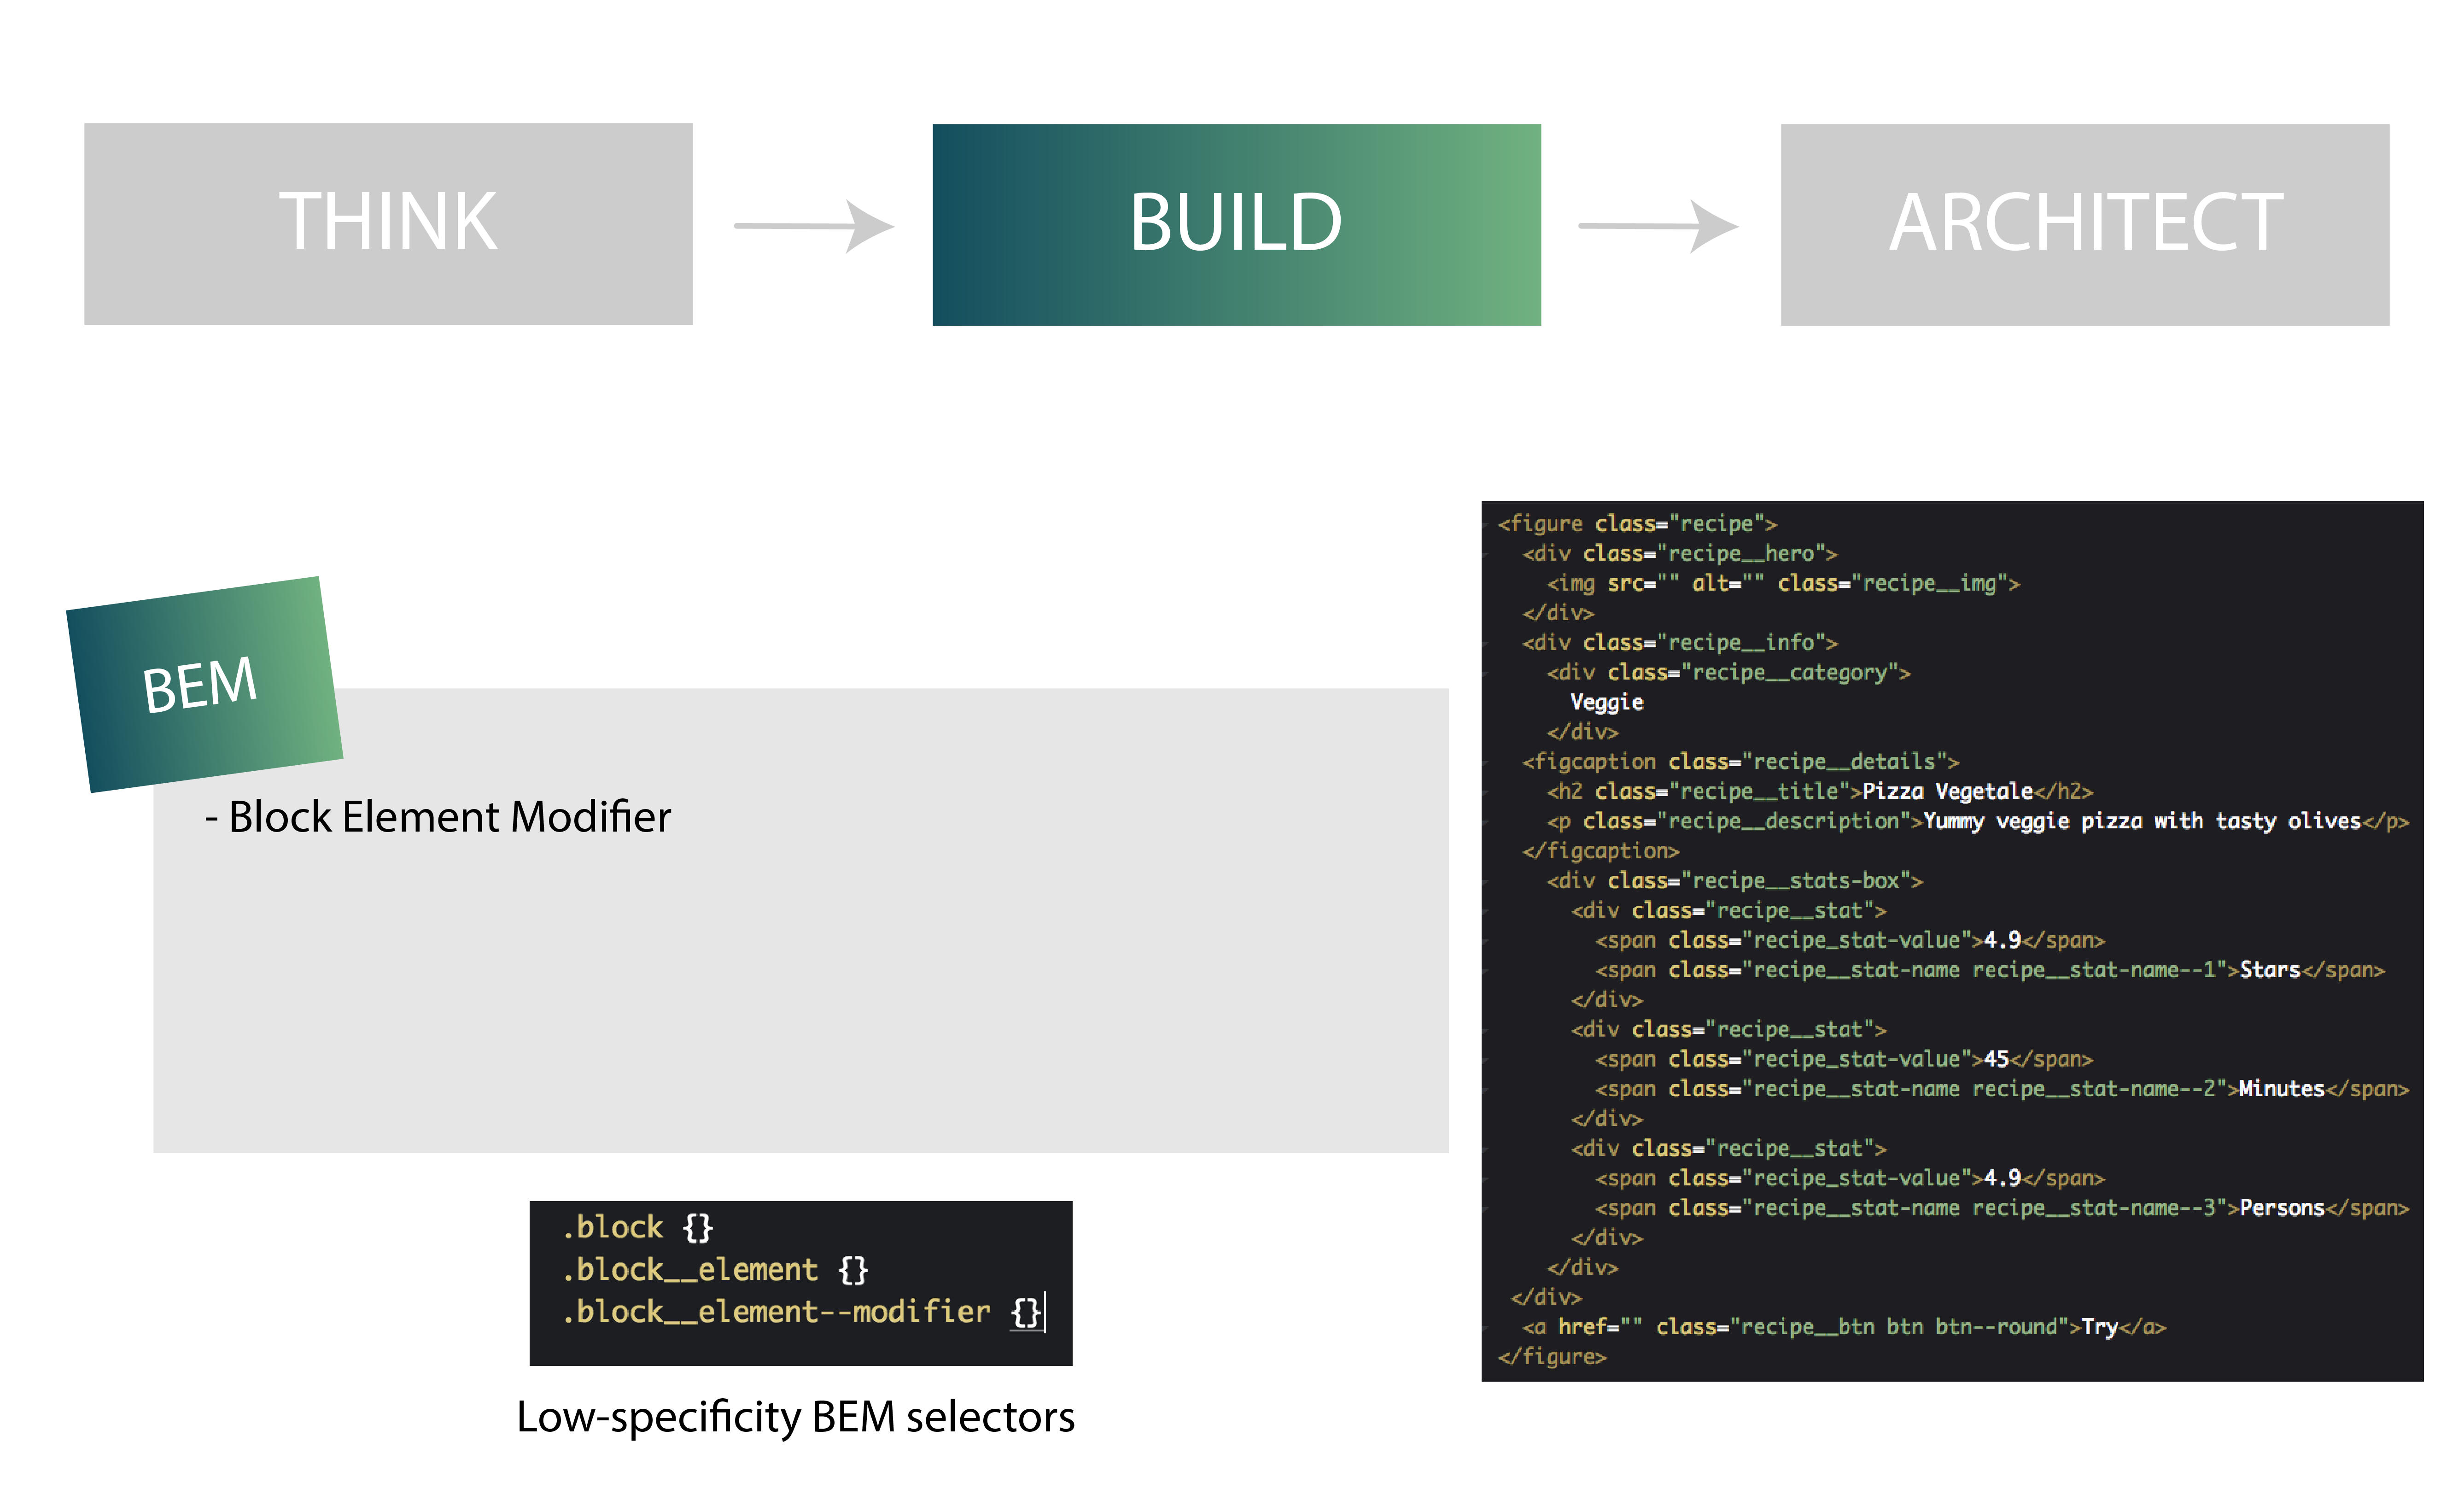 THINK
BUILD
ARCHITECT
BEM
- Block Element Modifier
.block {}
.block__element {}
.block__element--modifier {}
Low-specificity BEM selectors
<figure class="recipe">
<div class="recipe__hero">
<img src="" alt="" class="recipe__img">
</div>
<div class="recipe__info">
<div class="recipe__category">
Veggie
</div>
<figcaption class="recipe__details">
<h2 class="recipe__title">Pizza Vegetale</h2>
<p class="recipe__description">Yummy veggie pizza with tasty olives</p>
</figcaption>
<div class="recipe__stats-box">
<div class="recipe__stat">
<span class="recipe_stat-value">4.9</span>
<span class="recipe__stat-name recipe__stat-name--1">Stars</span>
</div>
<div class="recipe__stat">
<span class="recipe_stat-value">45</span>
<span class="recipe__stat-name recipe__stat-name--2">Minutes</span>
</div>
<div class="recipe__stat">
<span class="recipe_stat-value">4.9</span>
<span class="recipe__stat-name recipe__stat-name--3">Persons</span>
</div>
</div>
</div>
<a href="" class="recipe__btn btn btn--round">Try</a>
</figure>